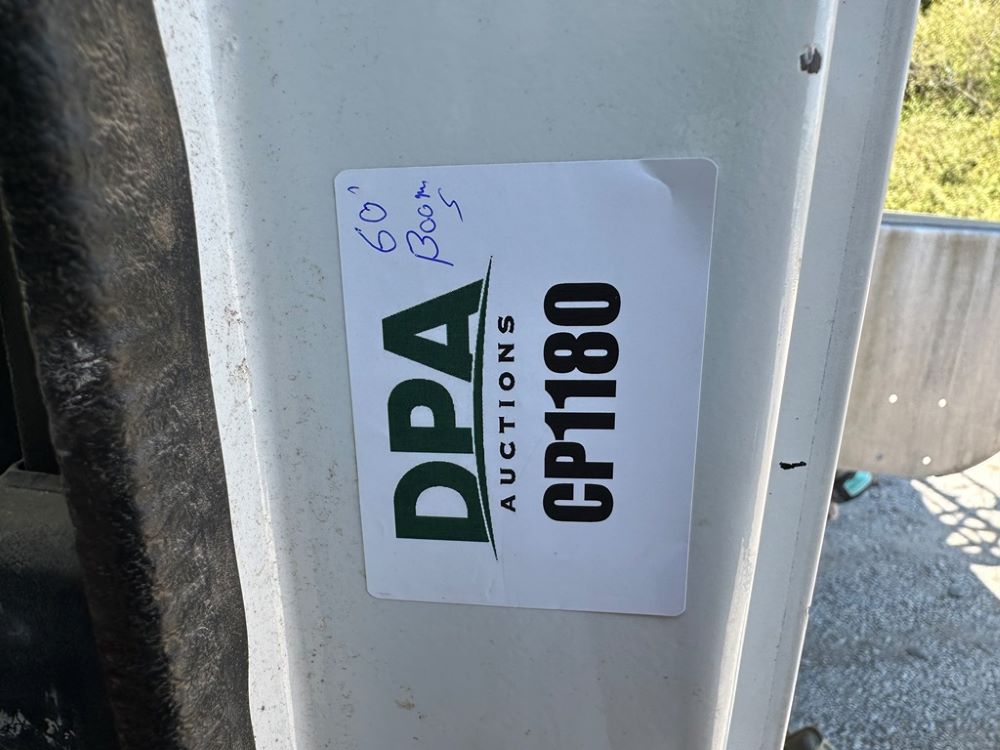 60'
Booms
DPA
AUCTIONS
CP1180